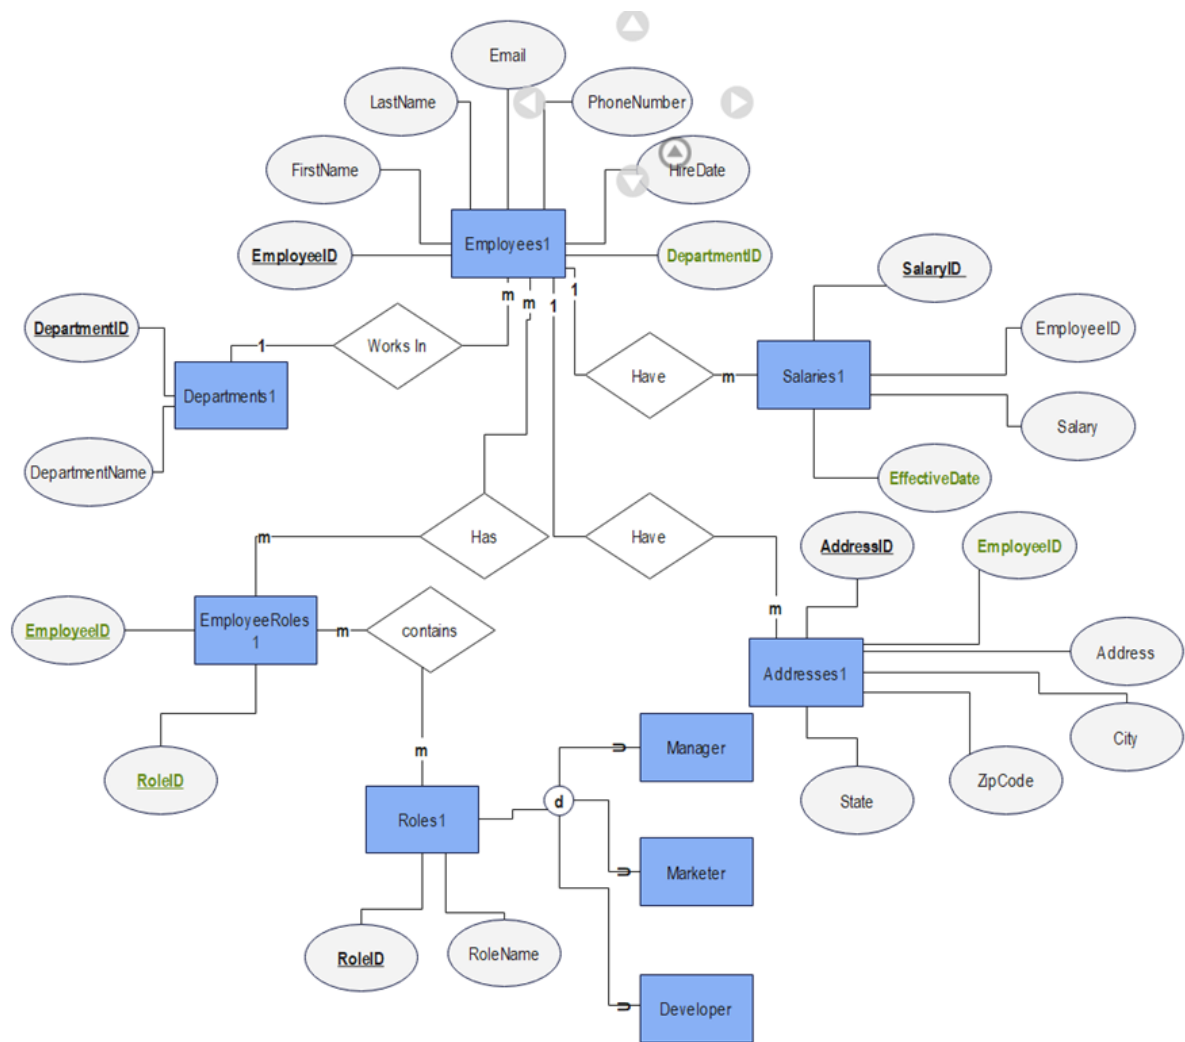 Email
LastName
PhoneNumber
FirstName
HireDate
Employees1
EmployeeID
DepartmentID
SalaryID
m
m
1
1
DepartmentID
EmployeeID
1
Works In
Departments1
Have
m
Salaries1
DepartmentName
Salary
EffectiveDate
m
Has
Have
AddressID
EmployeeID
m
EmployeeRoles
1
EmployeeID
m
contains
Address
Addresses1
City
m
Manager
RoleID
ZipCode
State
d
Roles1
Marketer
RoleID
RoleName
Developer